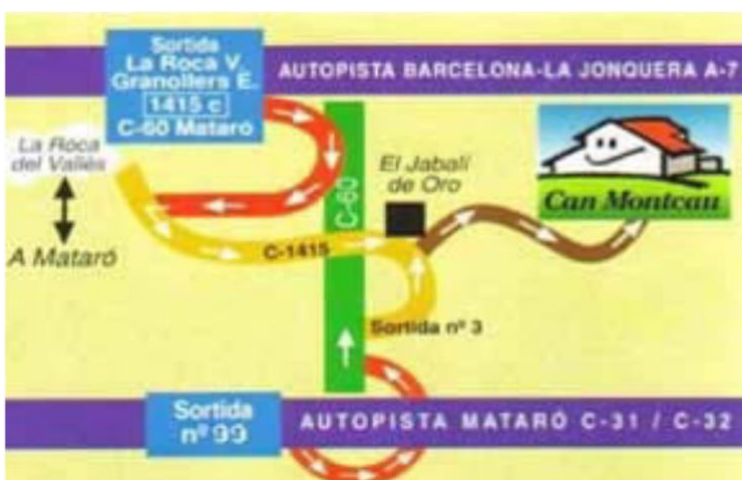 Sortida
La Roca V.
Granollers E.
1415 c
C-60 Mataró
AUTOPISTA BARCELONA-LA JONQUERA A-7
La Roca
del Vallès
A Mataró
C-60
El Jabalí
de Oro
Can Montcau
C-1415
Sortida nº 3
Sortida
nº 99
AUTOPISTA MATARÓ C-31 / C-32